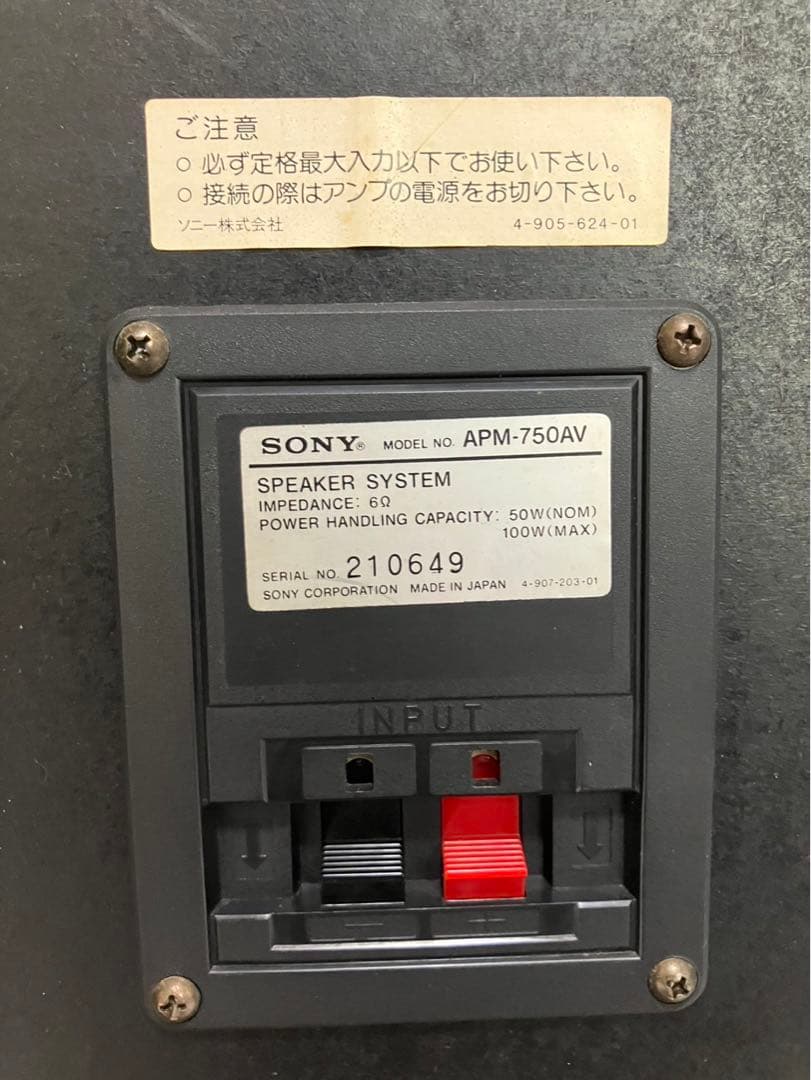 ご注意
○ 必ず定格最大入力以下でお使い下さい。
○ 接続の際はアンプの電源をお切り下さい。
ソニー株式会社 4-905-624-01
SONY® MODEL NO. APM-750AV
SPEAKER SYSTEM
IMPEDANCE: 6Ω
POWER HANDLING CAPACITY: 50W(NOM)
100W(MAX)
SERIAL NO. 210649
SONY CORPORATION MADE IN JAPAN 4-907-203-01
INPUT
− +